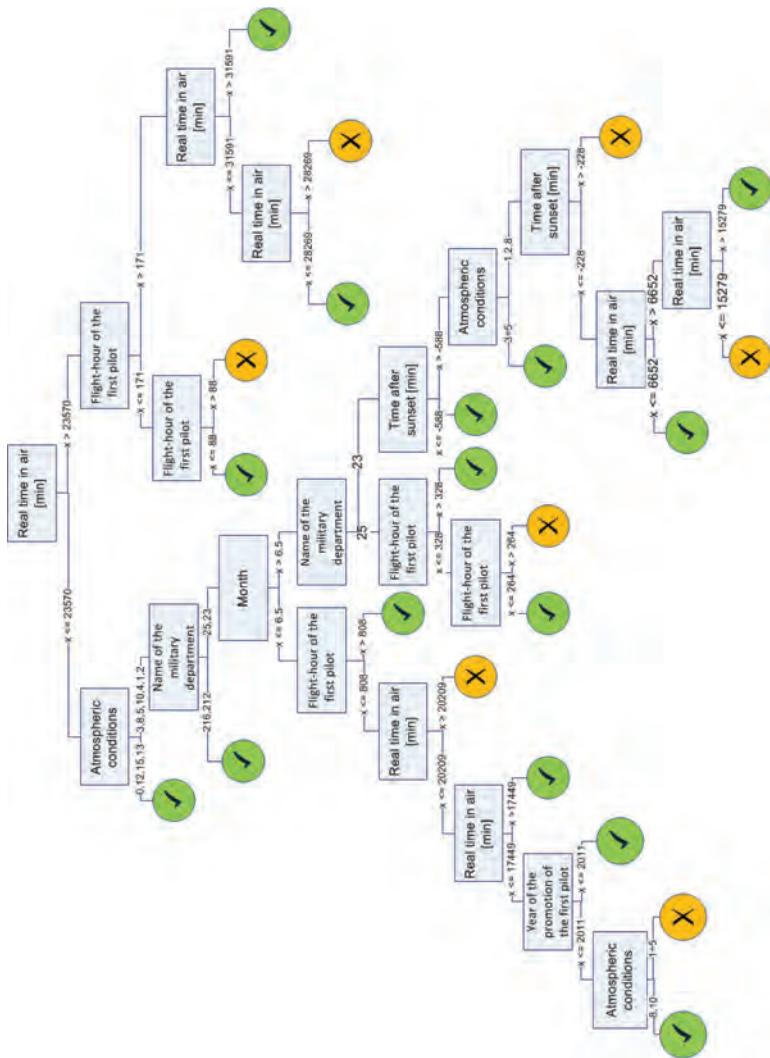 Real time in air
[min]
x <= 23570
x > 23570
Atmospheric
conditions
Flight-hour of the
first pilot
0,12,15,13
3,8,5,10,4,1,2
x <= 171
x > 171
Name of the
military
department
Flight-hour of the
first pilot
Real time in air
[min]
216,212
25,23
x <= 88
x > 88
x <= 31591
x > 31591
Month
X
Real time in air
[min]
x <= 6,5
x > 6,5
x <= 28269
x > 28269
Flight-hour of the
first pilot
Name of the
military
department
X
x <= 808
x > 808
25
23
Real time in air
[min]
Flight-hour of the
first pilot
Time after
sunset [min]
x <= 20209
x > 20209
x <= 328
x > 328
x <= -588
x > -588
Real time in air
[min]
X
Flight-hour of the
first pilot
Atmospheric
conditions
x <= 17449
x >17449
x <= 264
x > 264
3÷5
1,2,8
Year of the
promotion of
the first pilot
X
Time after
sunset [min]
x <= 2011
x <= 2011
x <= -228
x > -228
Atmospheric
conditions
Real time in air
[min]
X
8,10
1÷5
x <= 6652
x > 6652
X
Real time in air
[min]
x <= 15279
x > 15279
X